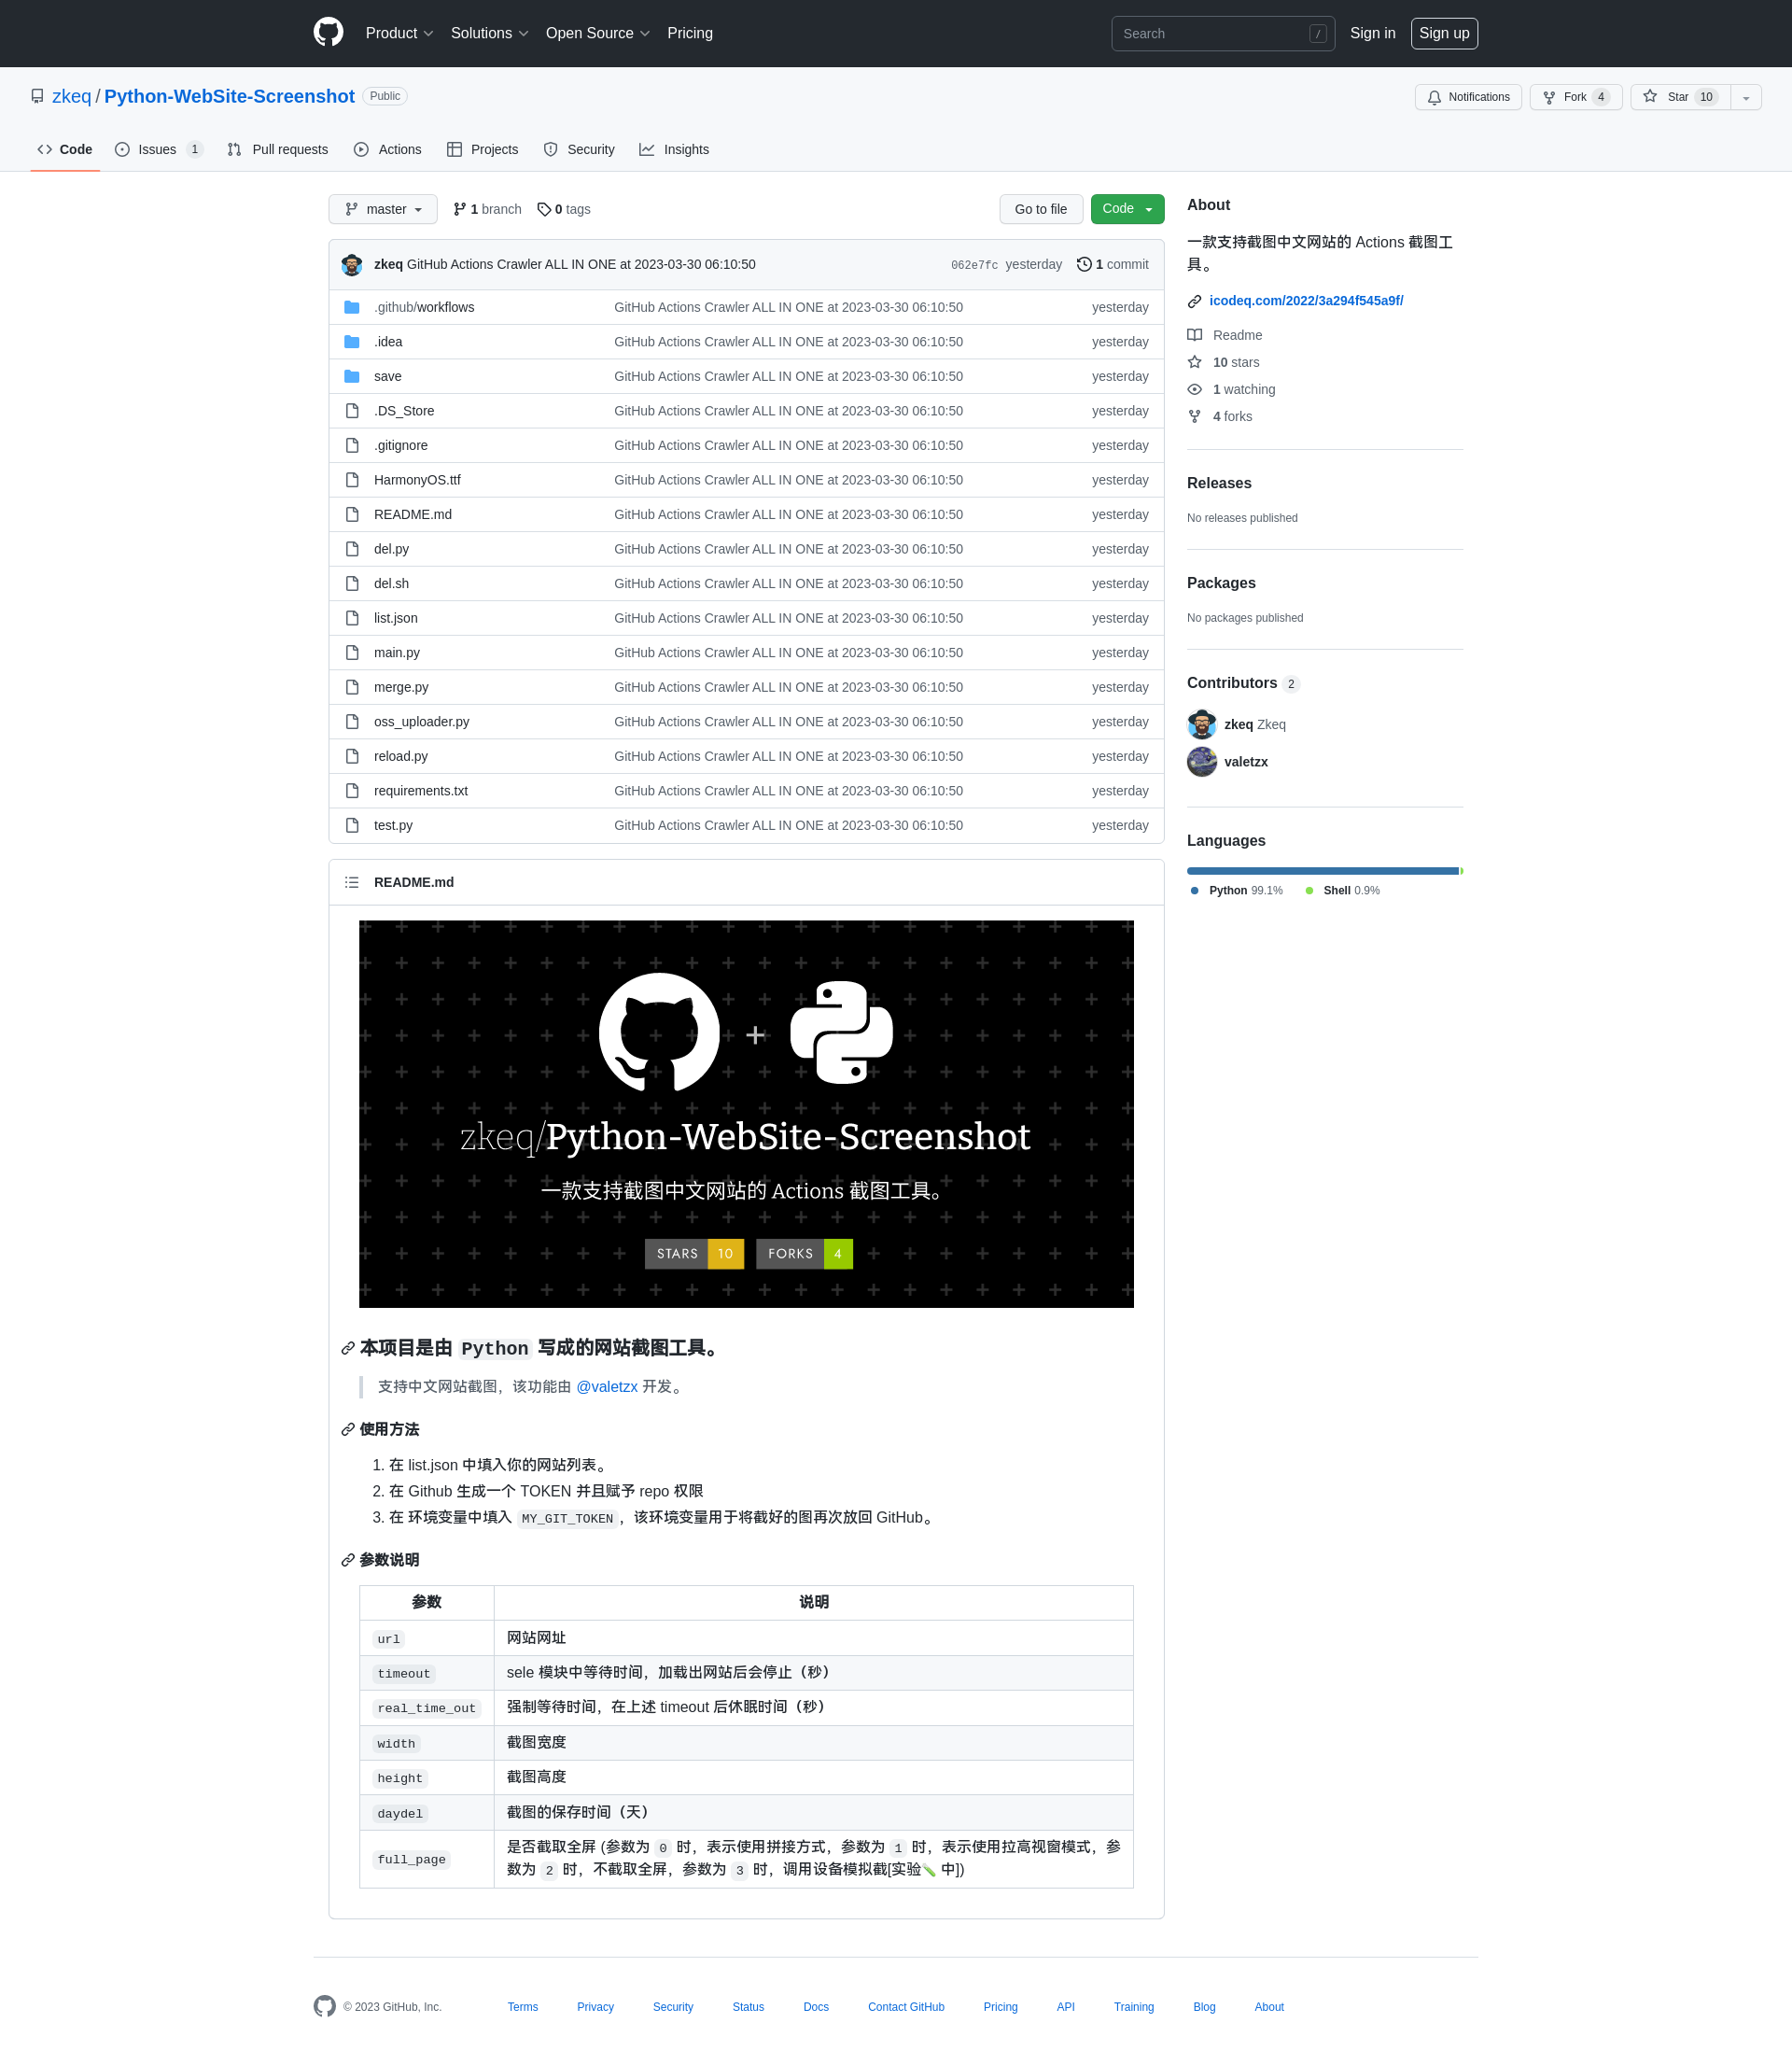 Product Solutions Open Source Pricing Search / Sign in Sign up
zkeq / Python-WebSite-Screenshot Public Notifications Fork 4 Star 10
Code Issues 1 Pull requests Actions Projects Security Insights
master 1 branch 0 tags Go to file Code
zkeq GitHub Actions Crawler ALL IN ONE at 2023-03-30 06:10:50 062e7fc yesterday 1 commit
.github/workflows GitHub Actions Crawler ALL IN ONE at 2023-03-30 06:10:50 yesterday
.idea GitHub Actions Crawler ALL IN ONE at 2023-03-30 06:10:50 yesterday
save GitHub Actions Crawler ALL IN ONE at 2023-03-30 06:10:50 yesterday
.DS_Store GitHub Actions Crawler ALL IN ONE at 2023-03-30 06:10:50 yesterday
.gitignore GitHub Actions Crawler ALL IN ONE at 2023-03-30 06:10:50 yesterday
HarmonyOS.ttf GitHub Actions Crawler ALL IN ONE at 2023-03-30 06:10:50 yesterday
README.md GitHub Actions Crawler ALL IN ONE at 2023-03-30 06:10:50 yesterday
del.py GitHub Actions Crawler ALL IN ONE at 2023-03-30 06:10:50 yesterday
del.sh GitHub Actions Crawler ALL IN ONE at 2023-03-30 06:10:50 yesterday
list.json GitHub Actions Crawler ALL IN ONE at 2023-03-30 06:10:50 yesterday
main.py GitHub Actions Crawler ALL IN ONE at 2023-03-30 06:10:50 yesterday
merge.py GitHub Actions Crawler ALL IN ONE at 2023-03-30 06:10:50 yesterday
oss_uploader.py GitHub Actions Crawler ALL IN ONE at 2023-03-30 06:10:50 yesterday
reload.py GitHub Actions Crawler ALL IN ONE at 2023-03-30 06:10:50 yesterday
requirements.txt GitHub Actions Crawler ALL IN ONE at 2023-03-30 06:10:50 yesterday
test.py GitHub Actions Crawler ALL IN ONE at 2023-03-30 06:10:50 yesterday
README.md
+
zkeq/Python-WebSite-Screenshot
一款支持截图中文网站的 Actions 截图工具。
STARS 10 FORKS 4
本项目是由 Python 写成的网站截图工具。
支持中文网站截图，该功能由 @valetzx 开发。
使用方法
1. 在 list.json 中填入你的网站列表。
2. 在 Github 生成一个 TOKEN 并且赋予 repo 权限
3. 在 环境变量中填入 MY_GIT_TOKEN，该环境变量用于将截好的图再次放回 GitHub。
参数说明
参数 说明
url 网站网址
timeout sele 模块中等待时间，加载出网站后会停止（秒）
real_time_out 强制等待时间，在上述 timeout 后休眠时间（秒）
width 截图宽度
height 截图高度
daydel 截图的保存时间（天）
full_page 是否截取全屏 (参数为 0 时，表示使用拼接方式，参数为 1 时，表示使用拉高视窗模式，参
数为 2 时，不截取全屏，参数为 3 时，调用设备模拟截[实验🧪 中])
About
一款支持截图中文网站的 Actions 截图工
具。
icodeq.com/2022/3a294f545a9f/
Readme
10 stars
1 watching
4 forks
Releases
No releases published
Packages
No packages published
Contributors 2
zkeq Zkeq
valetzx
Languages
Python 99.1% Shell 0.9%
© 2023 GitHub, Inc. Terms Privacy Security Status Docs Contact GitHub Pricing API Training Blog About